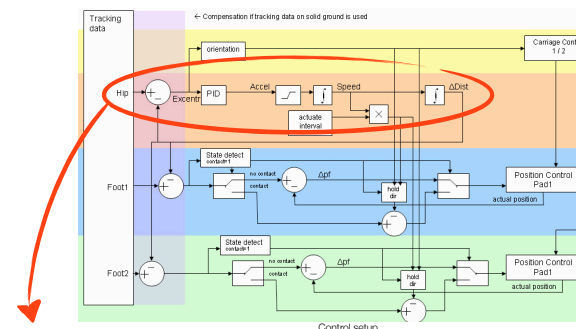 Tracking
data
← Compensation if tracking data on solid ground is used
orientation
Carriage Cont
1 / 2
Hip
+
−
Excentr
PID
Accel
∫
Speed
∫
ΔDist
actuate
interval
×
State detect
contact=1
Foot1
+
−
no contact
contact
+
−
Δpf
hold
dir
+
−
Position Control
Pad1
actual position
State detect
contact=1
Foot2
+
−
no contact
contact
+
−
Δpf
hold
dir
+
−
Position Control
Pad1
actual position
Control setup